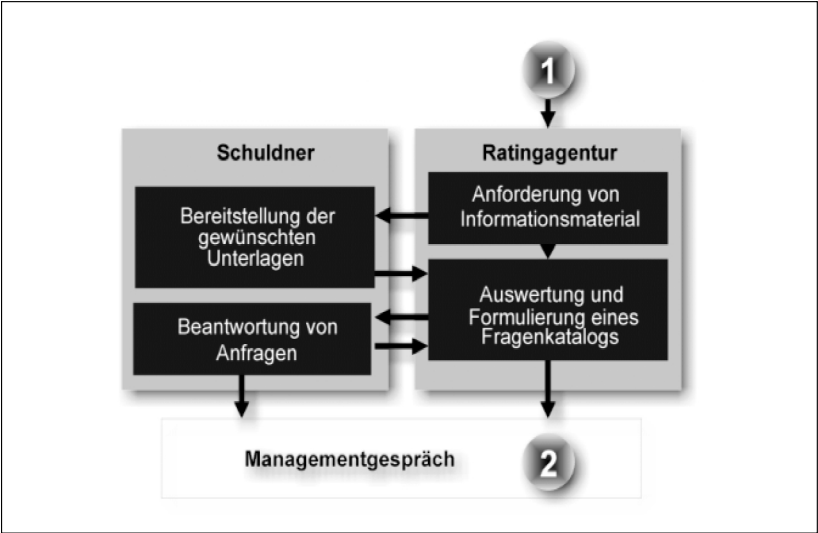 1
Schuldner
Bereitstellung der
gewünschten
Unterlagen
Beantwortung von
Anfragen
Ratingagentur
Anforderung von
Informationsmaterial
Auswertung und
Formulierung eines
Fragenkatalogs
Managementgespräch
2